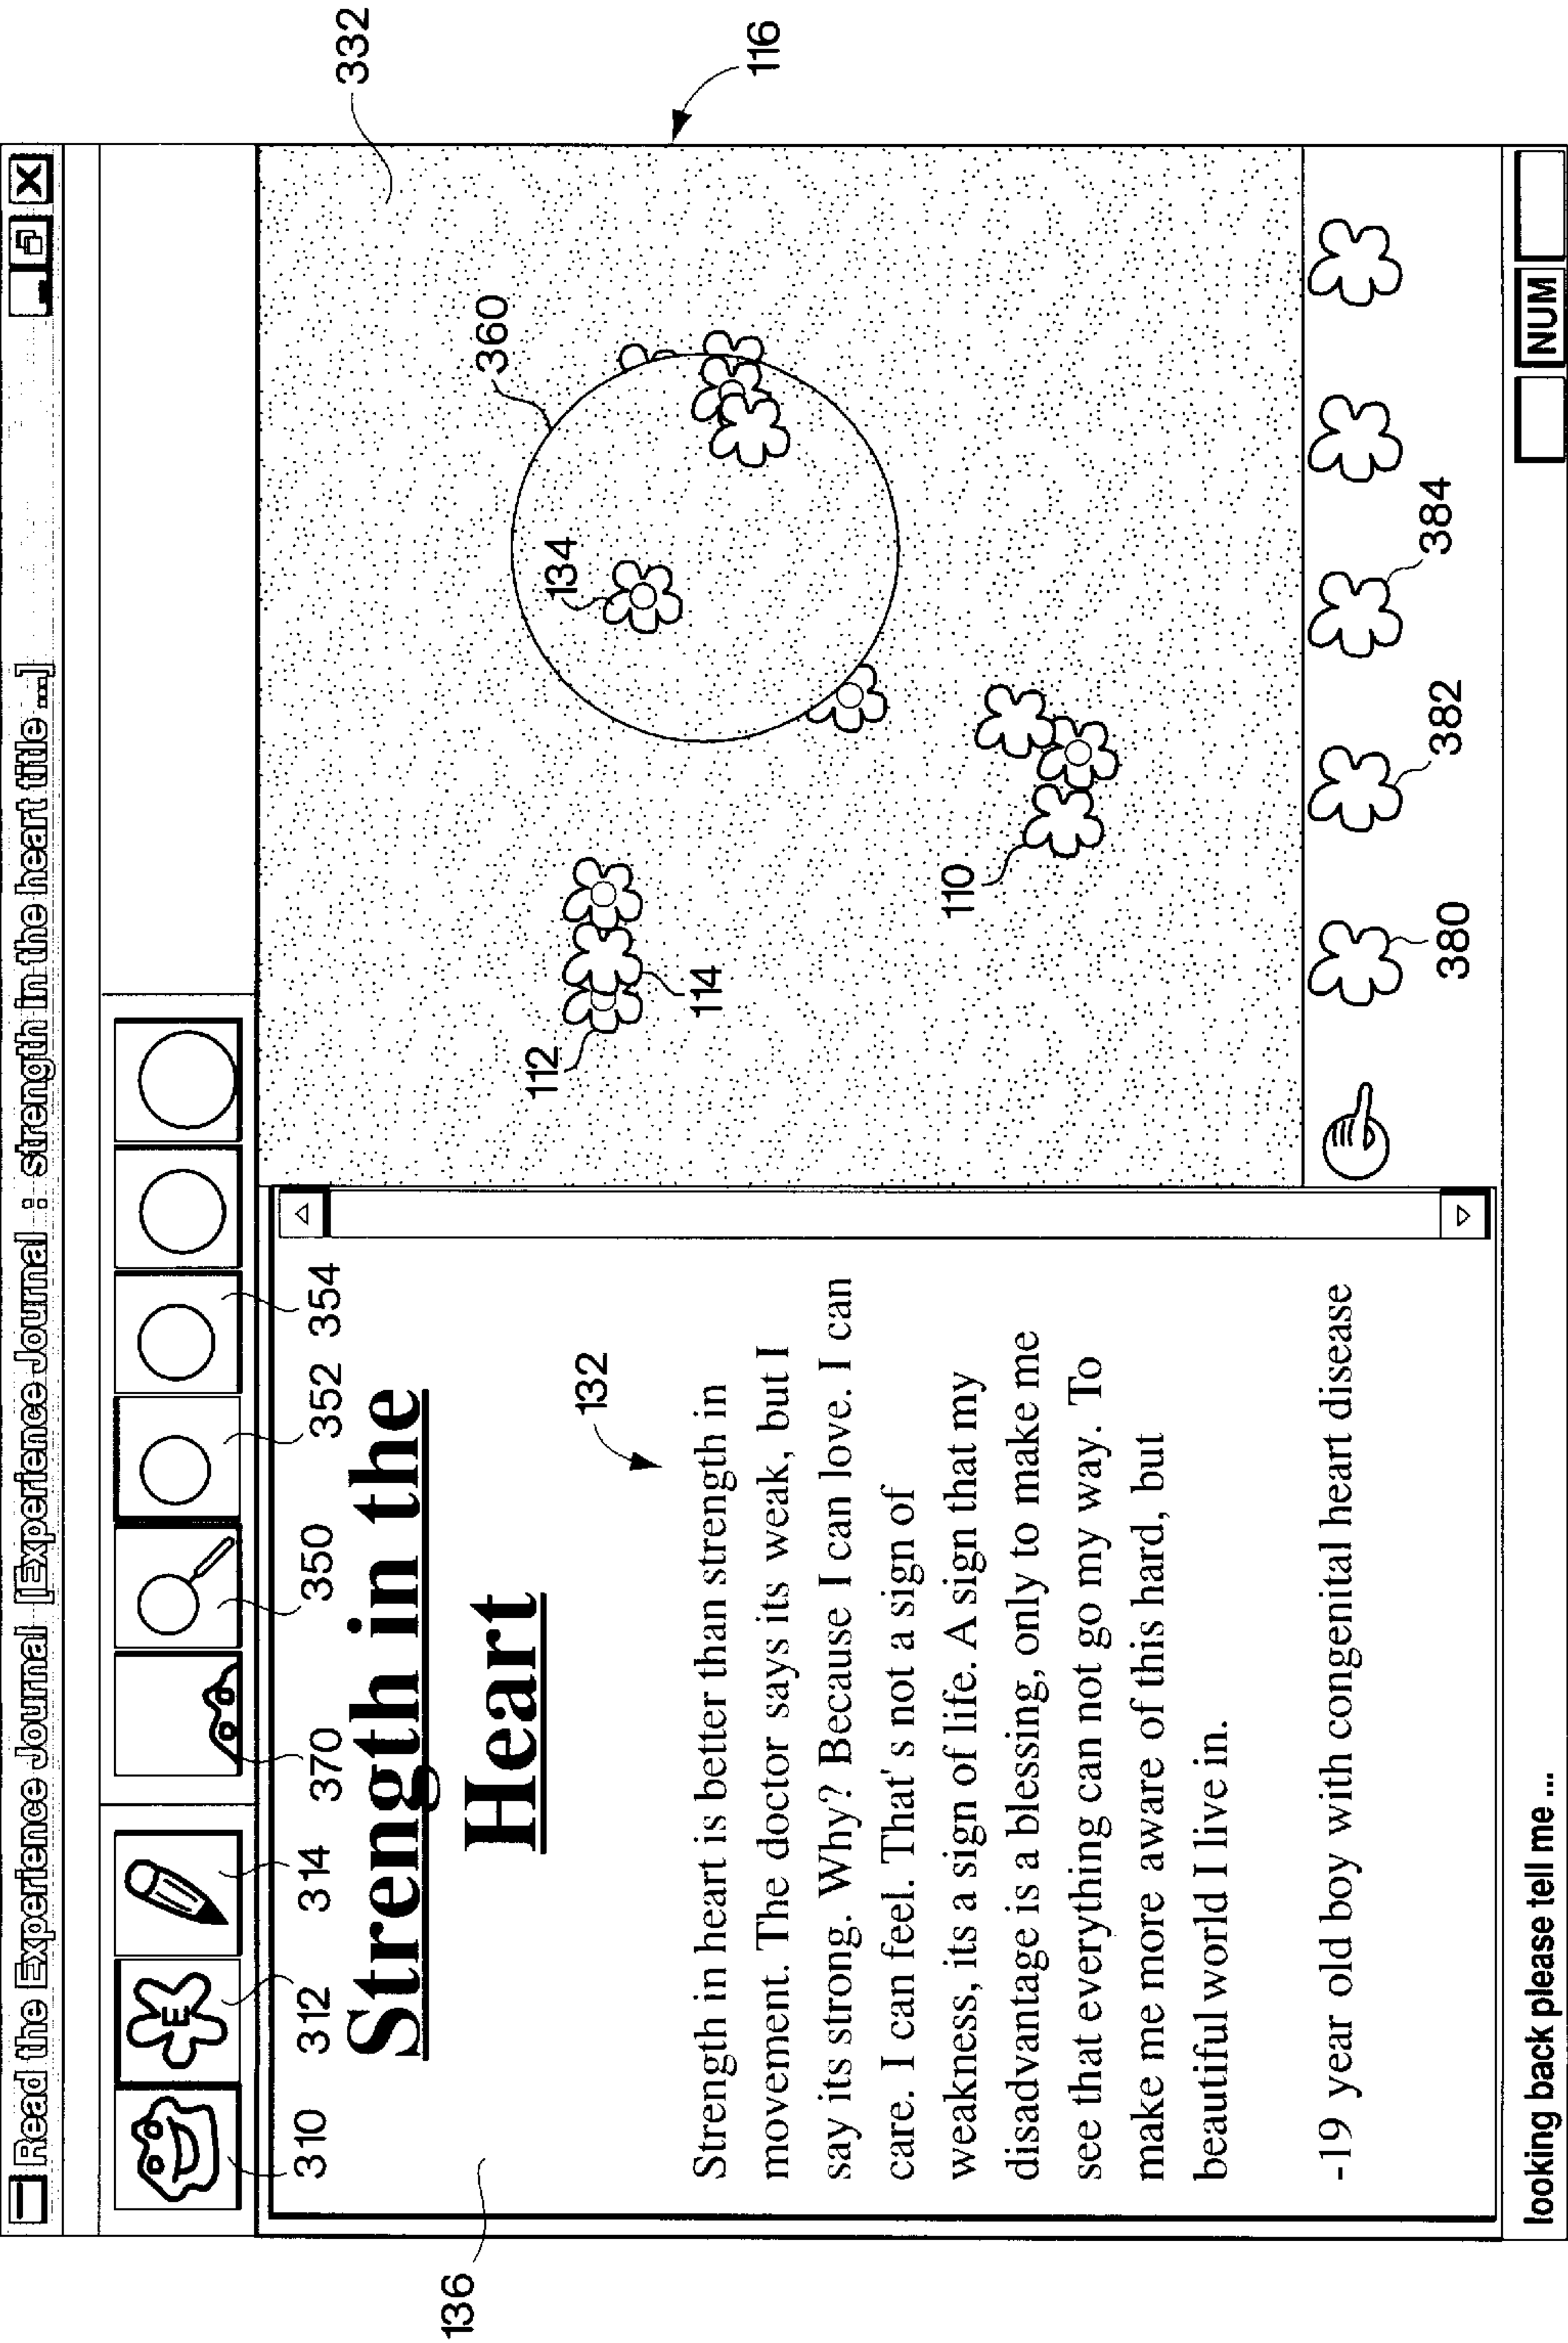 Read the Experience Journal [Experience Journal : strength in the heart title ...]
X
E
310 312 314 370 350 352 354
332
116
136
Strength in the
Heart
132
Strength in heart is better than strength in
movement. The doctor says its weak, but I
say its strong. Why? Because I can love. I can
care. I can feel. That's not a sign of
weakness, its a sign of life. A sign that my
disadvantage is a blessing, only to make me
see that everything can not go my way. To
make me more aware of this hard, but
beautiful world I live in.
-19 year old boy with congenital heart disease
360
134
112
114
110
380
382
384
looking back please tell me ...
NUM